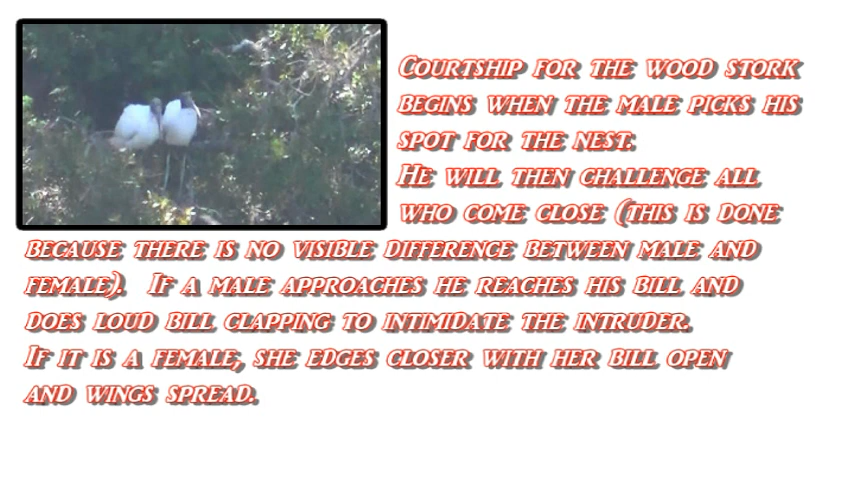 Courtship for the wood stork
begins when the male picks his
spot for the nest.
He will then challenge all
who come close (this is done
because there is no visible difference between male and
female).  If a male approaches he reaches his bill and
does loud bill clapping to intimidate the intruder.
If it is a female, she edges closer with her bill open
and wings spread.